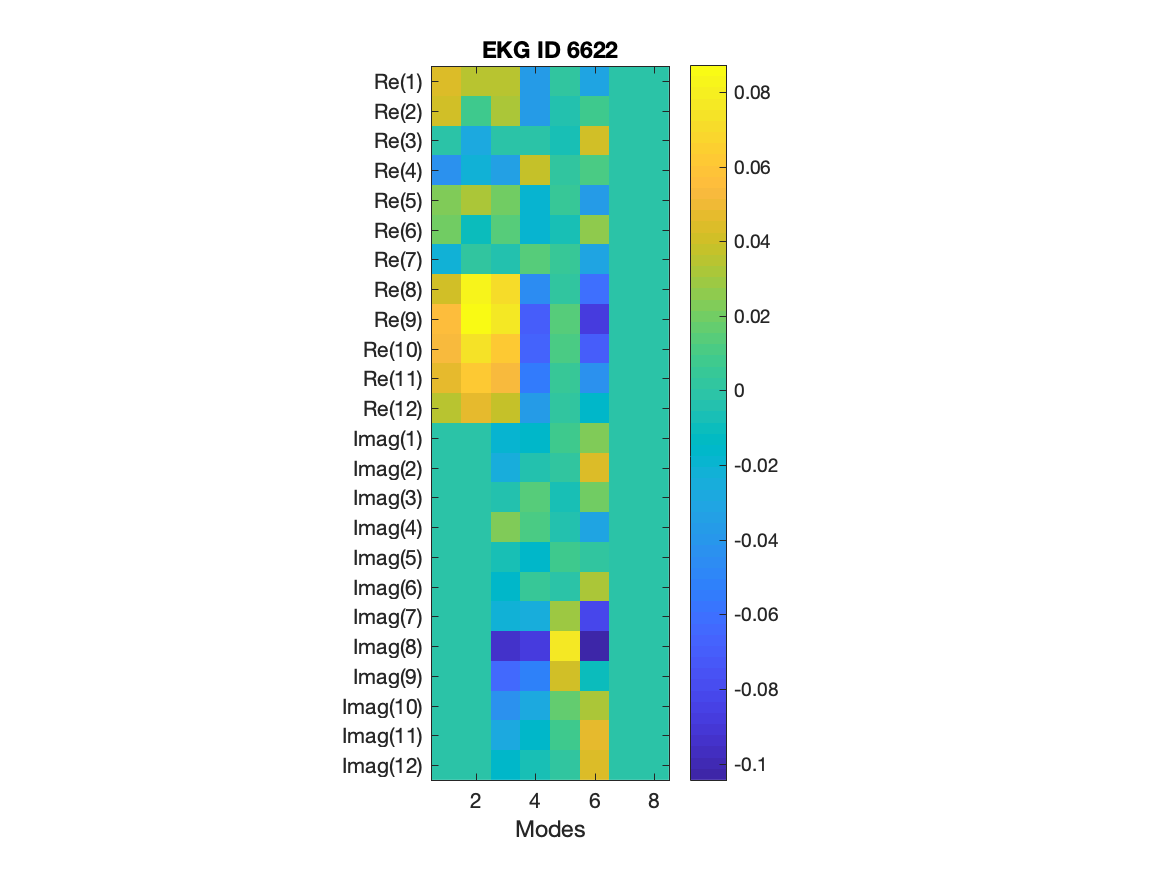 EKG ID 6622
Re(1)
Re(2)
Re(3)
Re(4)
Re(5)
Re(6)
Re(7)
Re(8)
Re(9)
Re(10)
Re(11)
Re(12)
Imag(1)
Imag(2)
Imag(3)
Imag(4)
Imag(5)
Imag(6)
Imag(7)
Imag(8)
Imag(9)
Imag(10)
Imag(11)
Imag(12)
2 4 6 8
Modes
0.08
0.06
0.04
0.02
0
-0.02
-0.04
-0.06
-0.08
-0.1